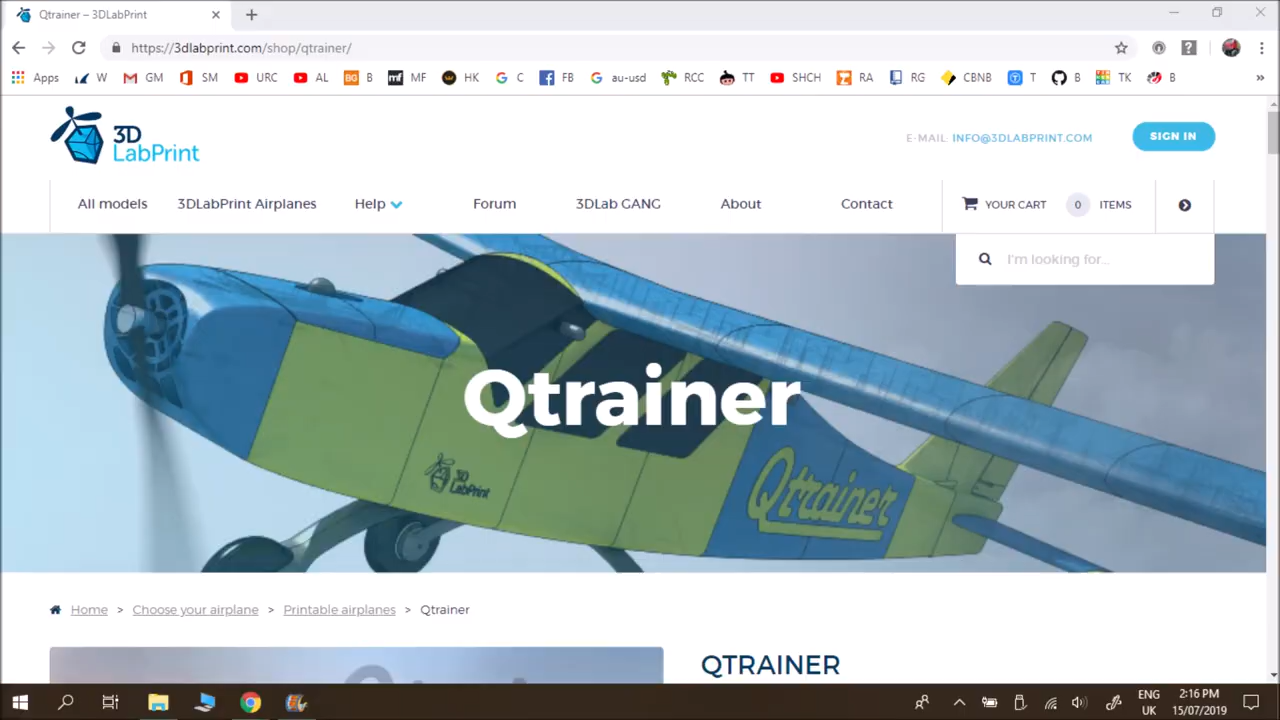 Qtrainer – 3DLabPrint
https://3dlabprint.com/shop/qtrainer/
Apps W GM SM URC AL BG B mf MF HK C FB au-usd RCC TT SHCH RA RG CBNB T B TK B »
3D
LabPrint
E-MAIL: INFO@3DLABPRINT.COM
SIGN IN
All models 3DLabPrint Airplanes Help Forum 3DLab GANG About Contact YOUR CART 0 ITEMS
I'm looking for...
Qtrainer
3D
LabPrint
Qtrainer
Home > Choose your airplane > Printable airplanes > Qtrainer
QTRAINER
ENG
UK
2:16 PM
15/07/2019